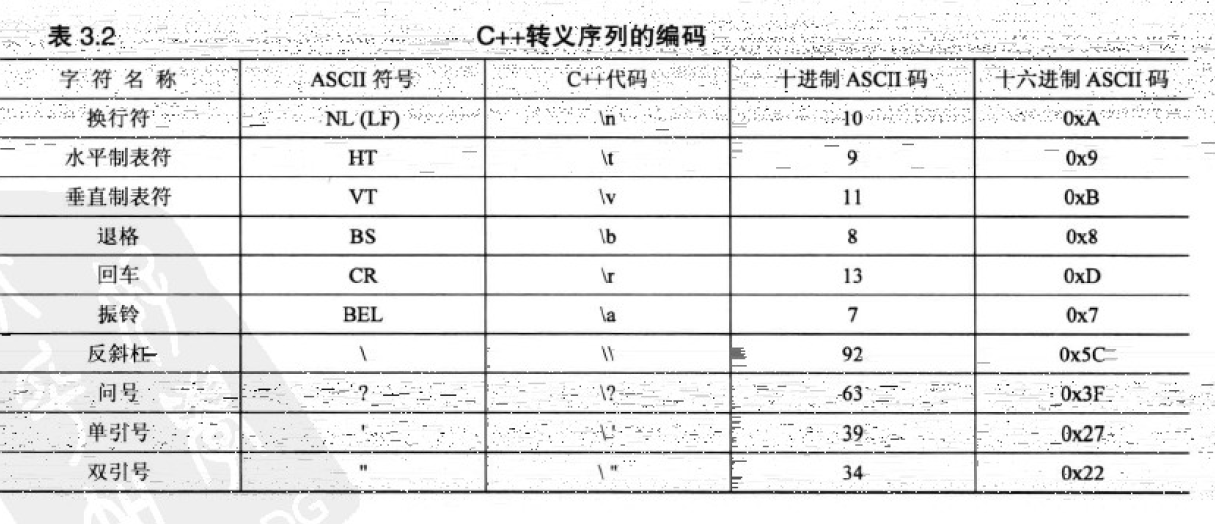 表 3.2 C++转义序列的编码
字 符 名 称 ASCII 符号 C++代码 十进制 ASCII 码 十六进制 ASCII 码
换行符 NL (LF) \n 10 0xA
水平制表符 HT \t 9 0x9
垂直制表符 VT \v 11 0xB
退格 BS \b 8 0x8
回车 CR \r 13 0xD
振铃 BEL \a 7 0x7
反斜杠 \ \\ 92 0x5C
问号 ? \? 63 0x3F
单引号 ' \' 39 0x27
双引号 " \ " 34 0x22